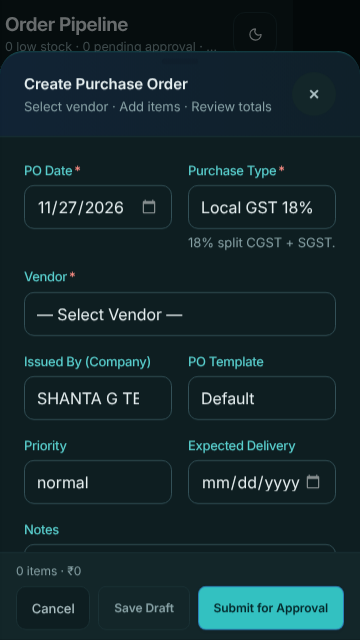 Order Pipeline
0 low stock · 0 pending approval · ...
Create Purchase Order
Select vendor · Add items · Review totals
PO Date *
Purchase Type *
11/27/2026
Local GST 18%
18% split CGST + SGST.
Vendor *
— Select Vendor —
Issued By (Company)
PO Template
SHANTA G TE
Default
Priority
Expected Delivery
normal
mm/dd/yyyy
Notes
0 items · ₹0
Cancel
Save Draft
Submit for Approval